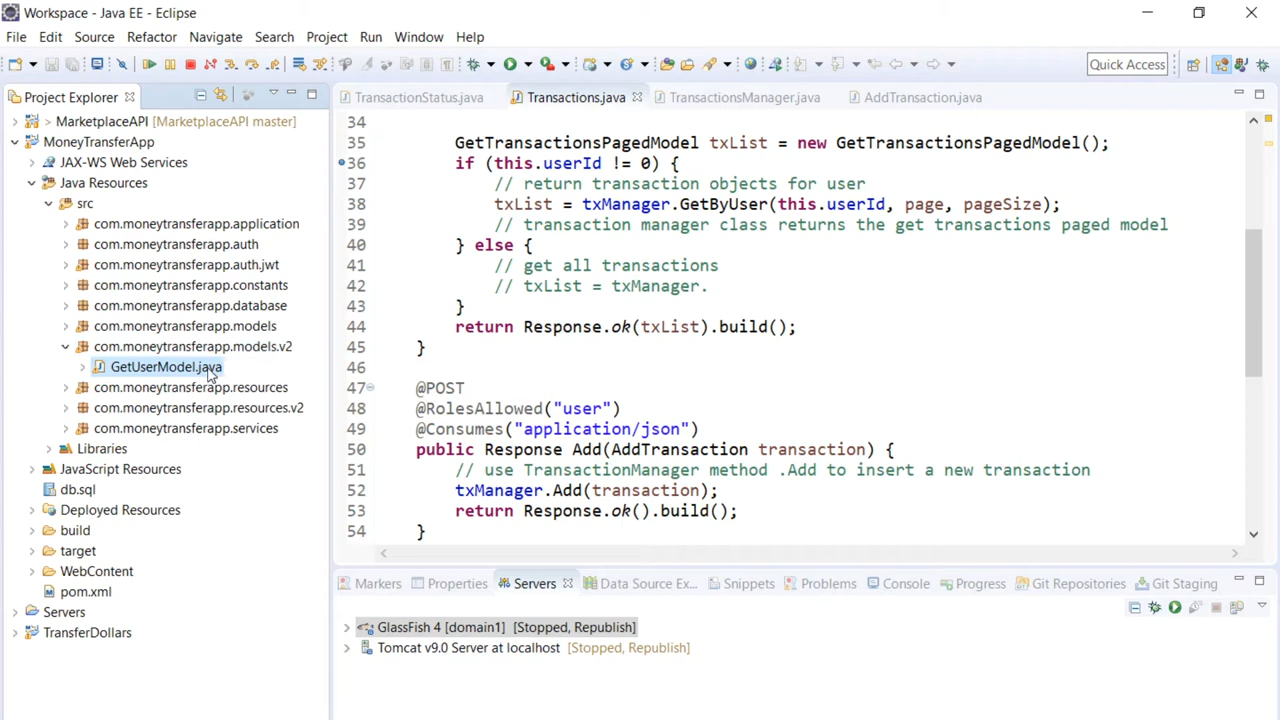 Workspace - Java EE - Eclipse
File Edit Source Refactor Navigate Search Project Run Window Help
Quick Access
Project Explorer
TransactionStatus.java Transactions.java TransactionsManager.java AddTransaction.java
> MarketplaceAPI [MarketplaceAPI master]
MoneyTransferApp
JAX-WS Web Services
Java Resources
src
com.moneytransferapp.application
com.moneytransferapp.auth
com.moneytransferapp.auth.jwt
com.moneytransferapp.constants
com.moneytransferapp.database
com.moneytransferapp.models
com.moneytransferapp.models.v2
GetUserModel.java
com.moneytransferapp.resources
com.moneytransferapp.resources.v2
com.moneytransferapp.services
Libraries
JavaScript Resources
db.sql
Deployed Resources
build
target
WebContent
pom.xml
Servers
TransferDollars
34
35 GetTransactionsPagedModel txList = new GetTransactionsPagedModel();
36 if (this.userId != 0) {
37 // return transaction objects for user
38 txList = txManager.GetByUser(this.userId, page, pageSize);
39 // transaction manager class returns the get transactions paged model
40 } else {
41 // get all transactions
42 // txList = txManager.
43 }
44 return Response.ok(txList).build();
45 }
46
47 @POST
48 @RolesAllowed("user")
49 @Consumes("application/json")
50 public Response Add(AddTransaction transaction) {
51 // use TransactionManager method .Add to insert a new transaction
52 txManager.Add(transaction);
53 return Response.ok().build();
54 }
Markers Properties Servers Data Source Ex... Snippets Problems Console Progress Git Repositories Git Staging
GlassFish 4 [domain1] [Stopped, Republish]
Tomcat v9.0 Server at localhost [Stopped, Republish]